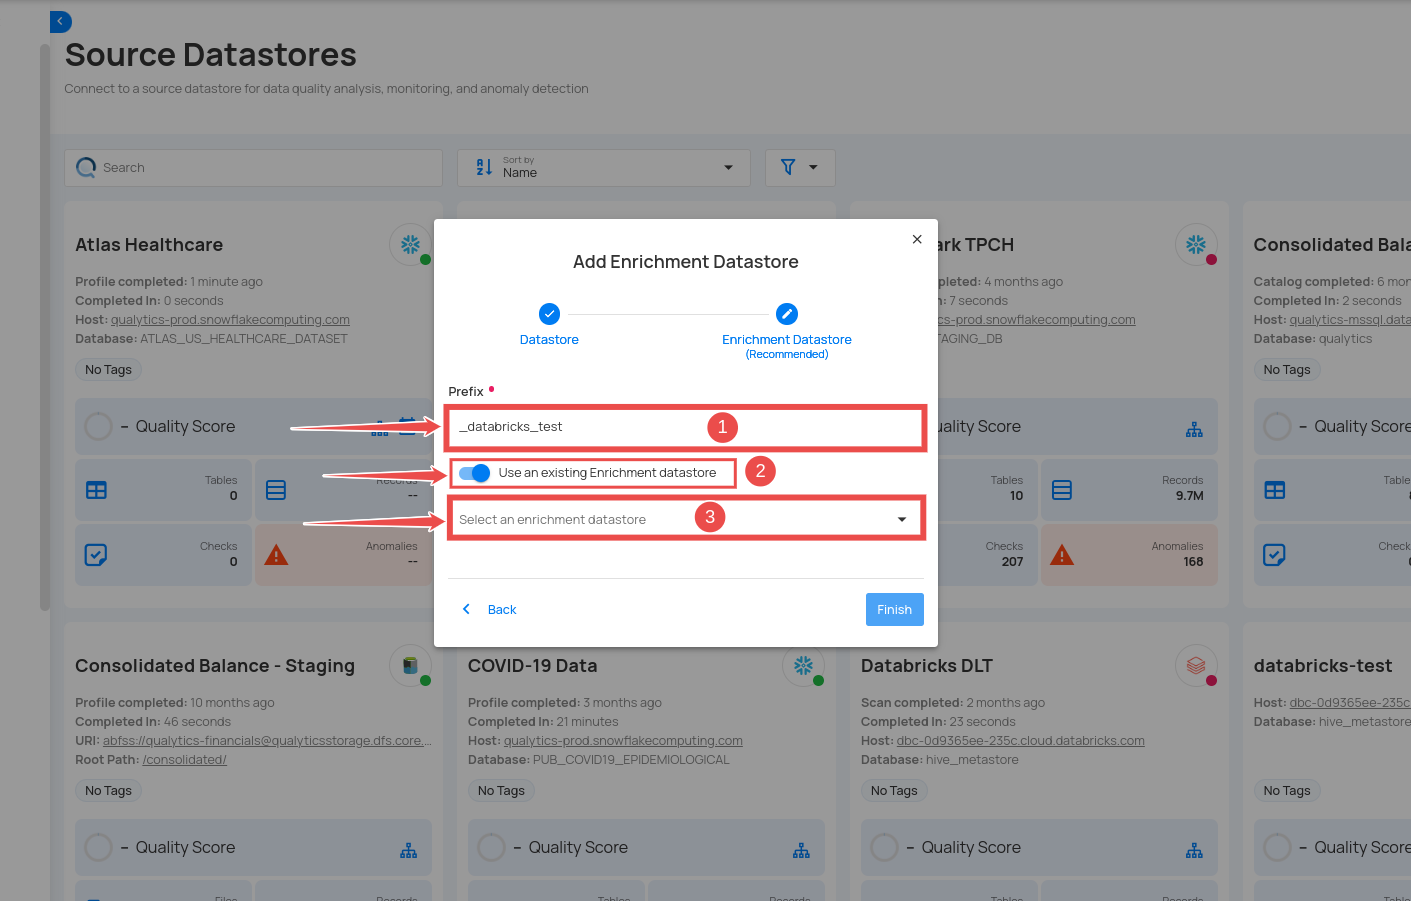 Source Datastores
Connect to a source datastore for data quality analysis, monitoring, and anomaly detection
Search
Sort by
Name
Atlas Healthcare
Profile completed: 1 minute ago
Completed In: 0 seconds
Host: qualytics-prod.snowflakecomputing.com
Database: ATLAS_US_HEALTHCARE_DATASET
No Tags
– Quality Score
Tables
0
Records
--
Checks
0
Anomalies
--
Add Enrichment Datastore
Datastore
Enrichment Datastore
(Recommended)
Prefix
_databricks_test
1
Use an existing Enrichment datastore
2
Select an enrichment datastore
3
Back
Finish
ark TPCH
pleted: 4 months ago
In: 7 seconds
cs-prod.snowflakecomputing.com
TAGING_DB
uality Score
Tables
10
Records
9.7M
Checks
207
Anomalies
168
Consolidated Bala
Catalog completed: 6 mon
Completed In: 2 seconds
Host: qualytics-mssql.data
Database: qualytics
No Tags
– Quality Score
Table
Check
Consolidated Balance - Staging
Profile completed: 10 months ago
Completed In: 46 seconds
URI: abfss://qualytics-financials@qualyticsstorage.dfs.core....
Root Path: /consolidated/
No Tags
– Quality Score
Files
Records
COVID-19 Data
Profile completed: 3 months ago
Completed In: 21 minutes
Host: qualytics-prod.snowflakecomputing.com
Database: PUB_COVID19_EPIDEMIOLOGICAL
No Tags
– Quality Score
Tables
Records
Databricks DLT
Scan completed: 2 months ago
Completed In: 23 seconds
Host: dbc-0d9365ee-235c.cloud.databricks.com
Database: hive_metastore
No Tags
– Quality Score
Tables
Records
databricks-test
Host: dbc-0d9365ee-235c
Database: hive_metastore
No Tags
– Quality Score
Table